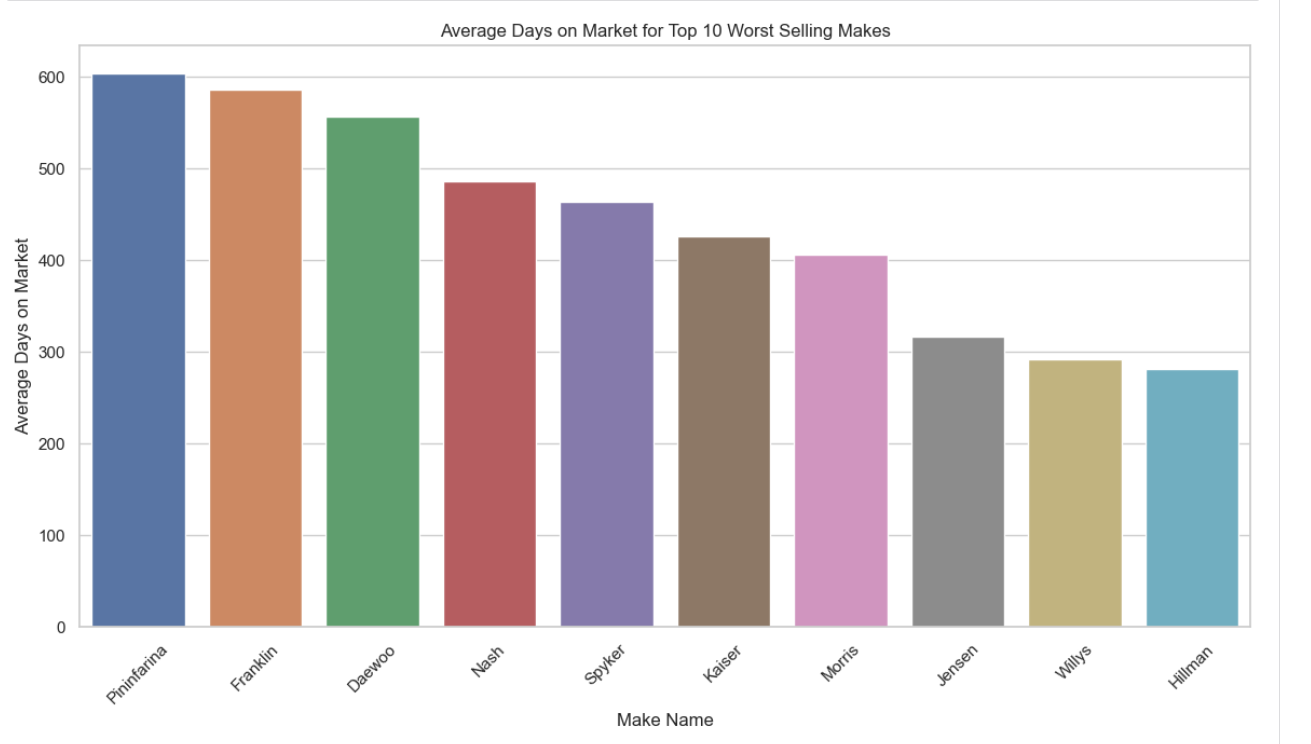 Average Days on Market for Top 10 Worst Selling Makes
600
500
400
300
200
100
0
Average Days on Market
Pininfarina
Franklin
Daewoo
Nash
Spyker
Kaiser
Morris
Jensen
Willys
Hillman
Make Name